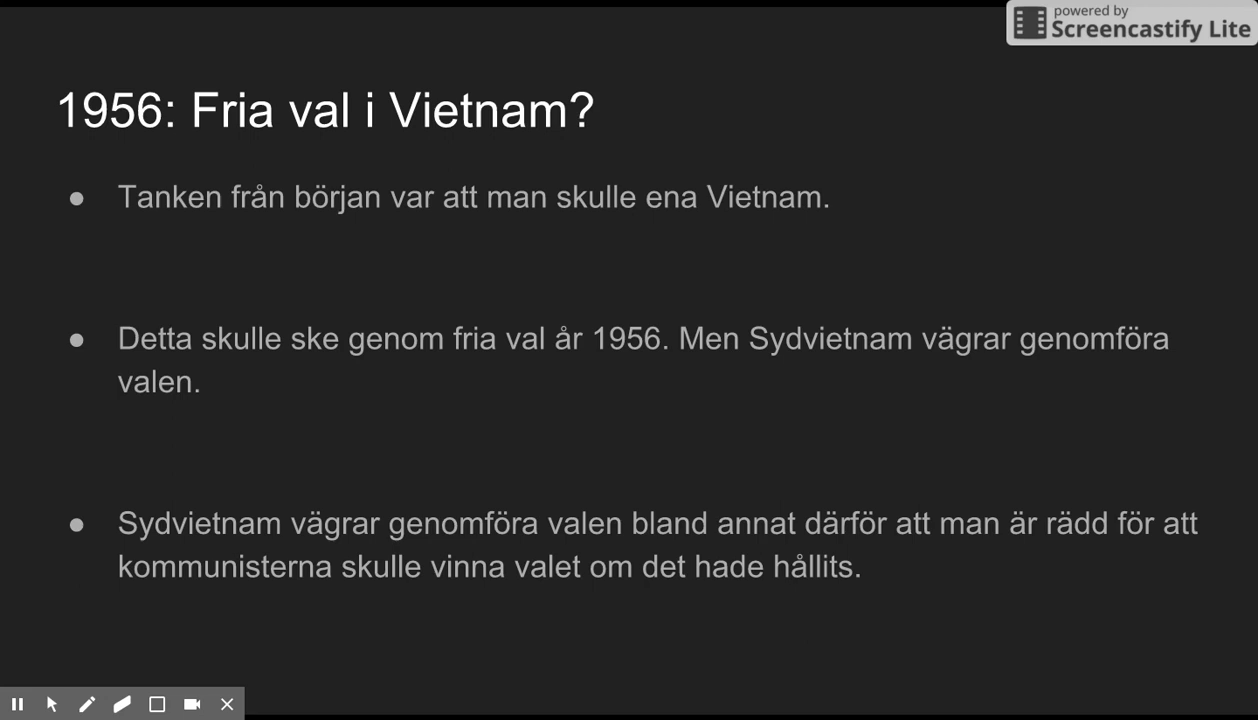 powered by
Screencastify Lite
1956: Fria val i Vietnam?
● Tanken från början var att man skulle ena Vietnam.
● Detta skulle ske genom fria val år 1956. Men Sydvietnam vägrar genomföra
valen.
● Sydvietnam vägrar genomföra valen bland annat därför att man är rädd för att
kommunisterna skulle vinna valet om det hade hållits.